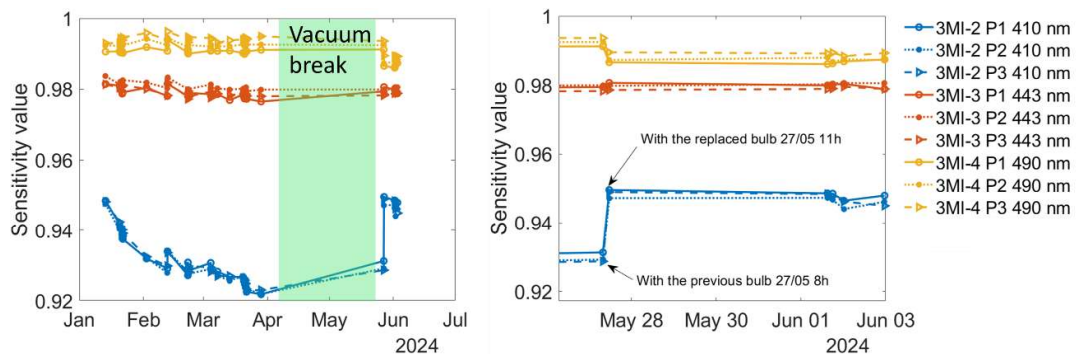 1
0.98
0.96
0.94
0.92
Sensitivity value
Vacuum
break
Jan
Feb
Mar
Apr
May
Jun
Jul
2024
1
0.98
0.96
0.94
0.92
Sensitivity value
With the replaced bulb 27/05 11h
With the previous bulb 27/05 8h
May 28
May 30
Jun 01
Jun 03
2024
3MI-2 P1 410 nm
3MI-2 P2 410 nm
3MI-2 P3 410 nm
3MI-3 P1 443 nm
3MI-3 P2 443 nm
3MI-3 P3 443 nm
3MI-4 P1 490 nm
3MI-4 P2 490 nm
3MI-4 P3 490 nm